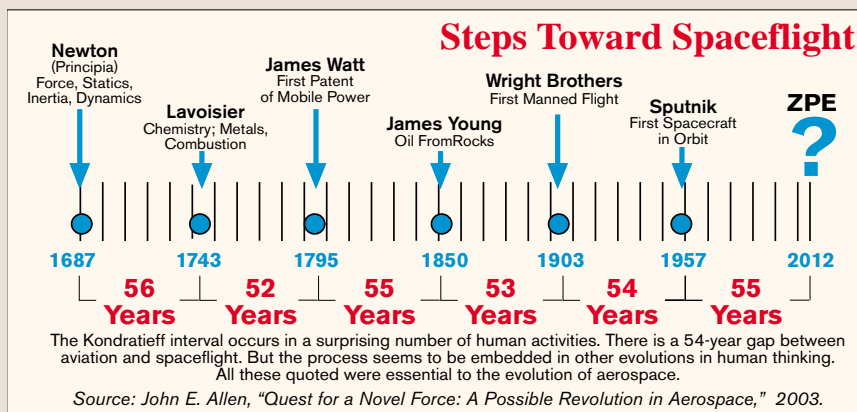 Steps Toward Spaceflight
Newton
(Principia)
Force, Statics,
Inertia, Dynamics
Lavoisier
Chemistry; Metals,
Combustion
James Watt
First Patent
of Mobile Power
James Young
Oil FromRocks
Wright Brothers
First Manned Flight
Sputnik
First Spacecraft
in Orbit
ZPE
?
1687 1743 1795 1850 1903 1957 2012
56 Years
52 Years
55 Years
53 Years
54 Years
55 Years
The Kondratieff interval occurs in a surprising number of human activities. There is a 54-year gap between
aviation and spaceflight. But the process seems to be embedded in other evolutions in human thinking.
All these quoted were essential to the evolution of aerospace.
Source: John E. Allen, “Quest for a Novel Force: A Possible Revolution in Aerospace,” 2003.